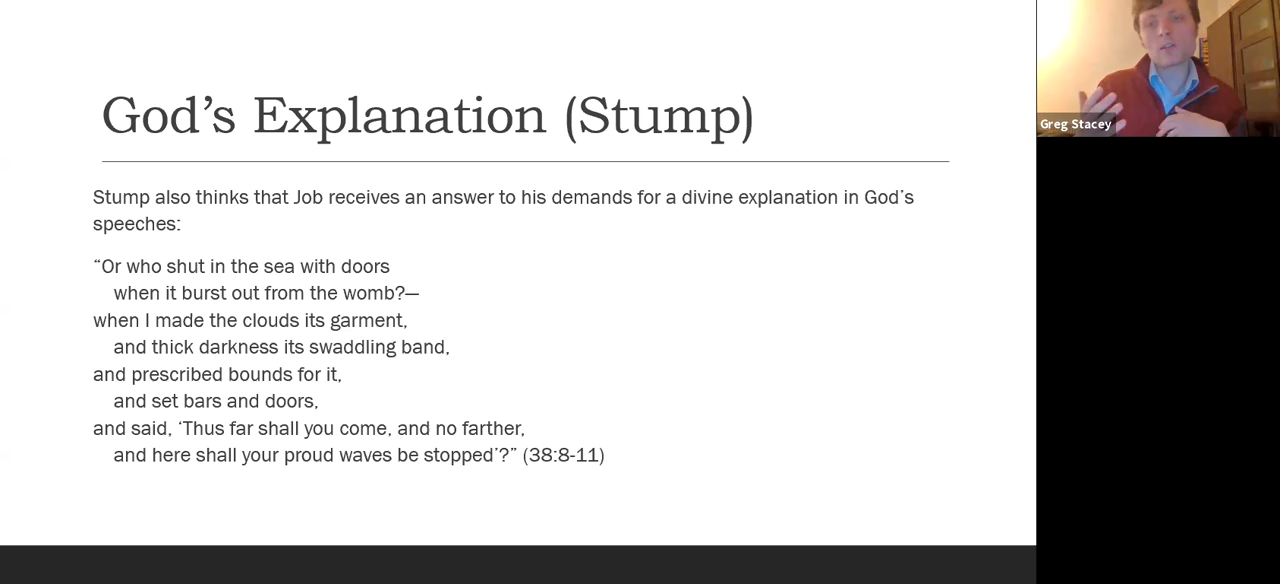 God’s Explanation (Stump)
Stump also thinks that Job receives an answer to his demands for a divine explanation in God’s
speeches:
“Or who shut in the sea with doors
when it burst out from the womb?—
when I made the clouds its garment,
and thick darkness its swaddling band,
and prescribed bounds for it,
and set bars and doors,
and said, ‘Thus far shall you come, and no farther,
and here shall your proud waves be stopped’?” (38:8-11)
Greg Stacey